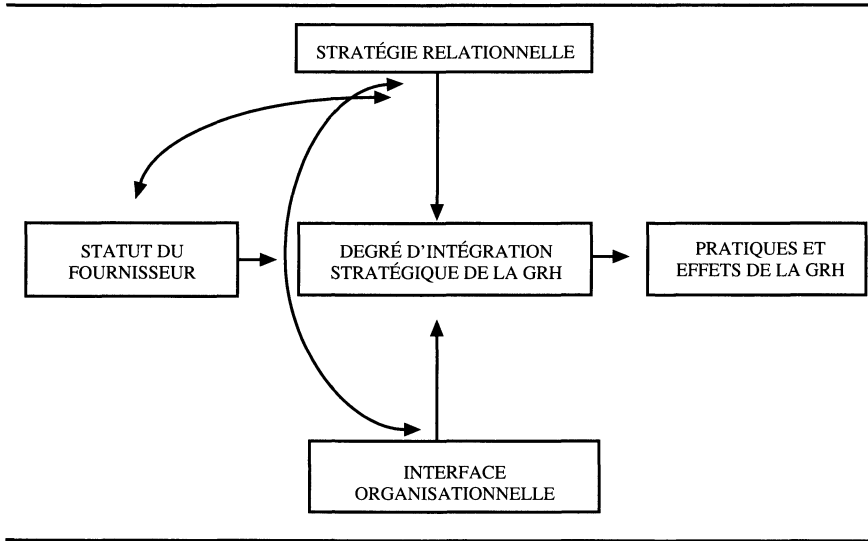 STRATÉGIE RELATIONNELLE
STATUT DU
FOURNISSEUR
DEGRÉ D'INTÉGRATION
STRATÉGIQUE DE LA GRH
PRATIQUES ET
EFFETS DE LA GRH
INTERFACE
ORGANISATIONNELLE